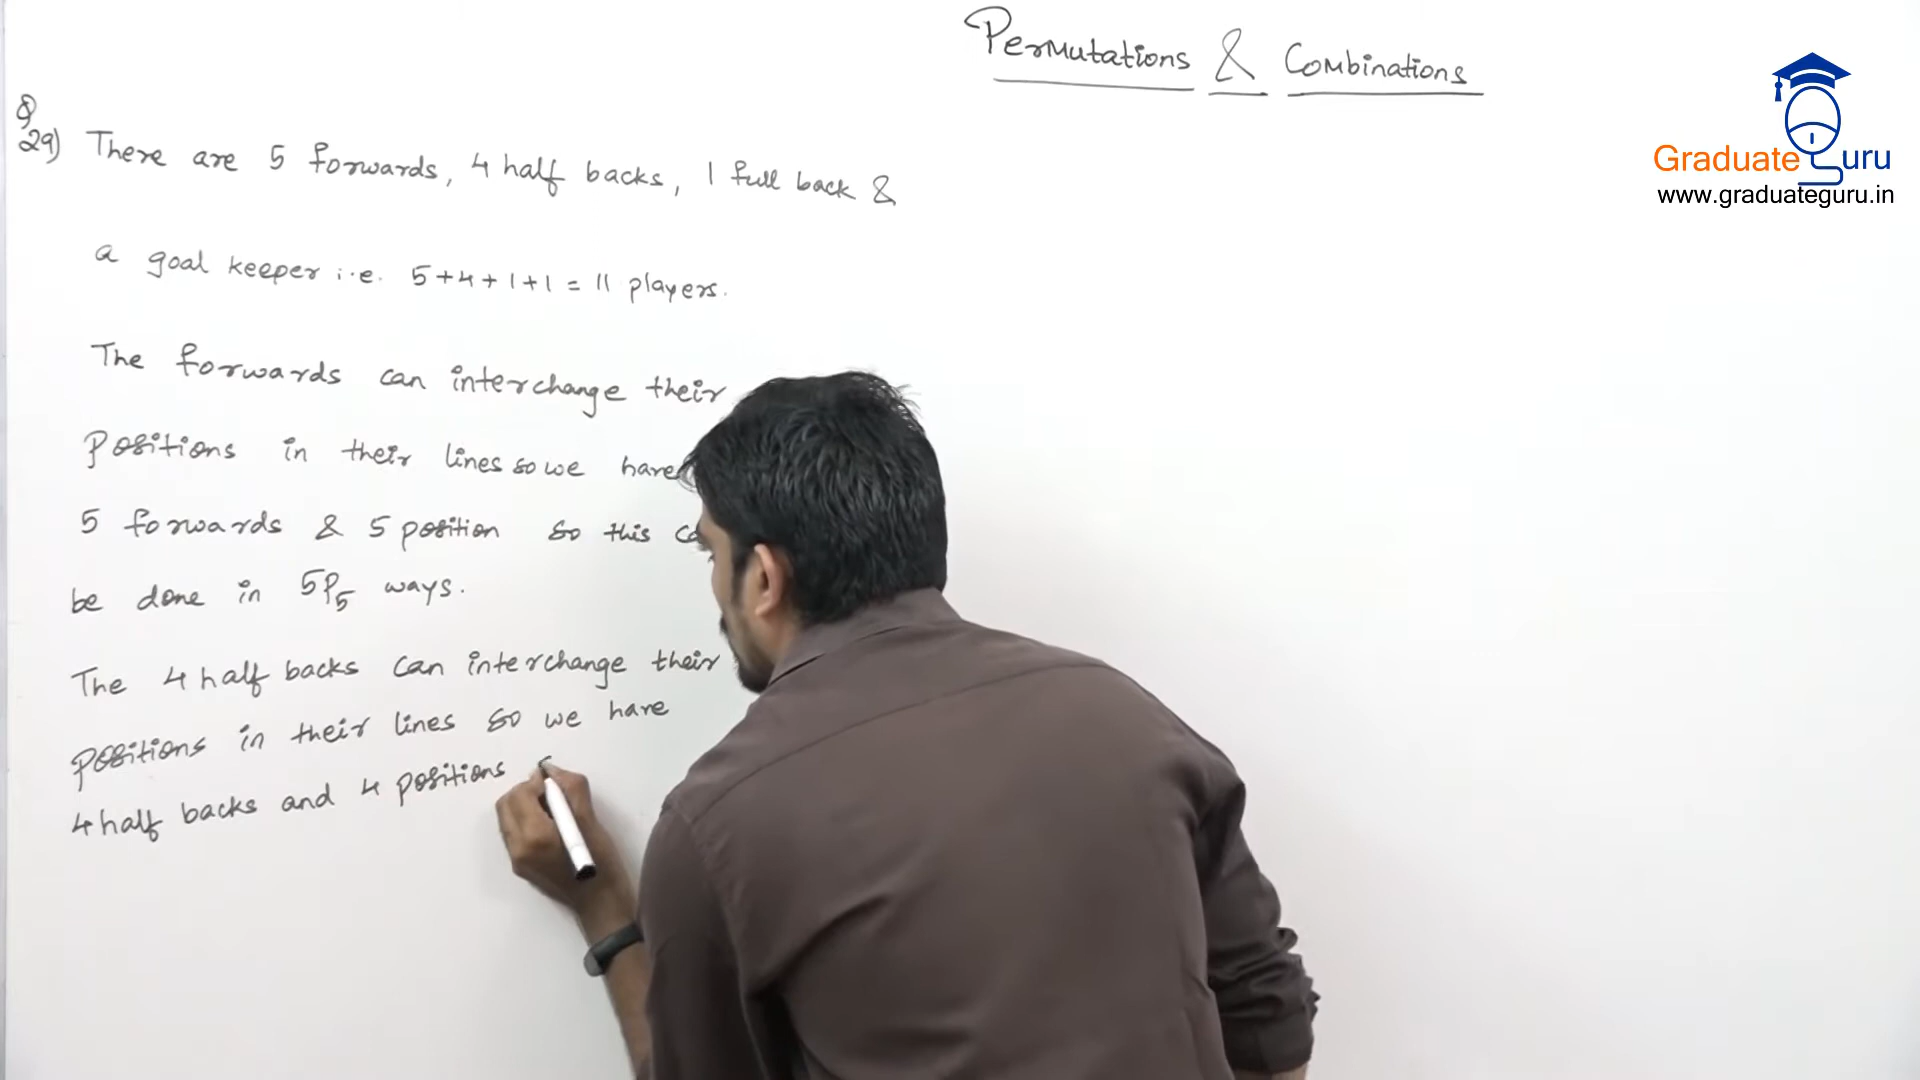 Permutations & Combinations
Graduate Guru
www.graduateguru.in
Q
29) There are 5 forwards, 4 half backs, 1 full back &
a goal keeper i.e. 5+4+1+1 = 11 players.
The forwards can interchange their
positions in their lines so we have
5 forwards & 5 position so this
be done in 5P5 ways.
The 4 half backs can interchange their
positions in their lines so we have
4 half backs and 4 positions